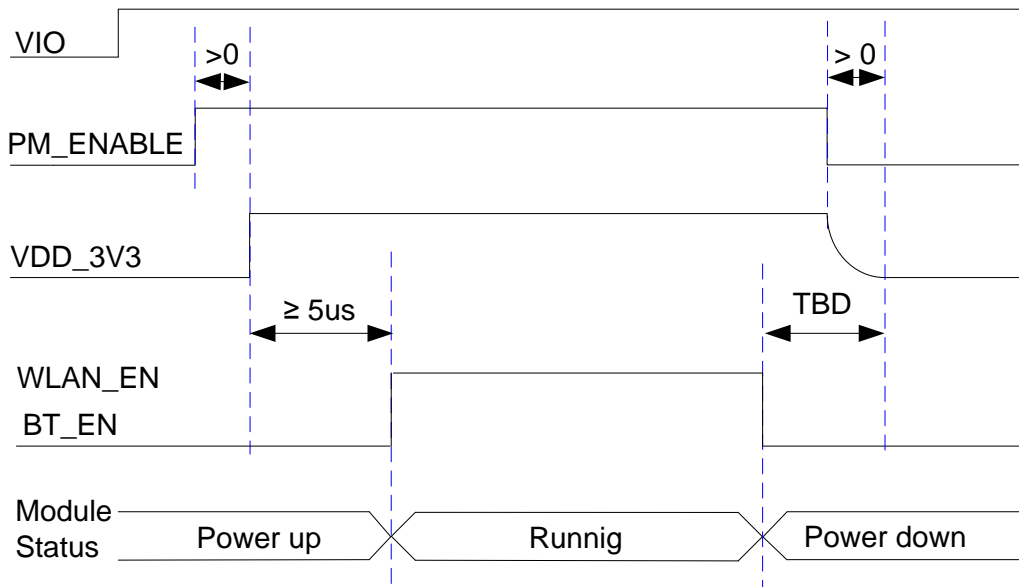 VIO
>0
> 0
PM_ENABLE
VDD_3V3
≥ 5us
TBD
WLAN_EN
BT_EN
Module
Status
Power up
Runnig
Power down